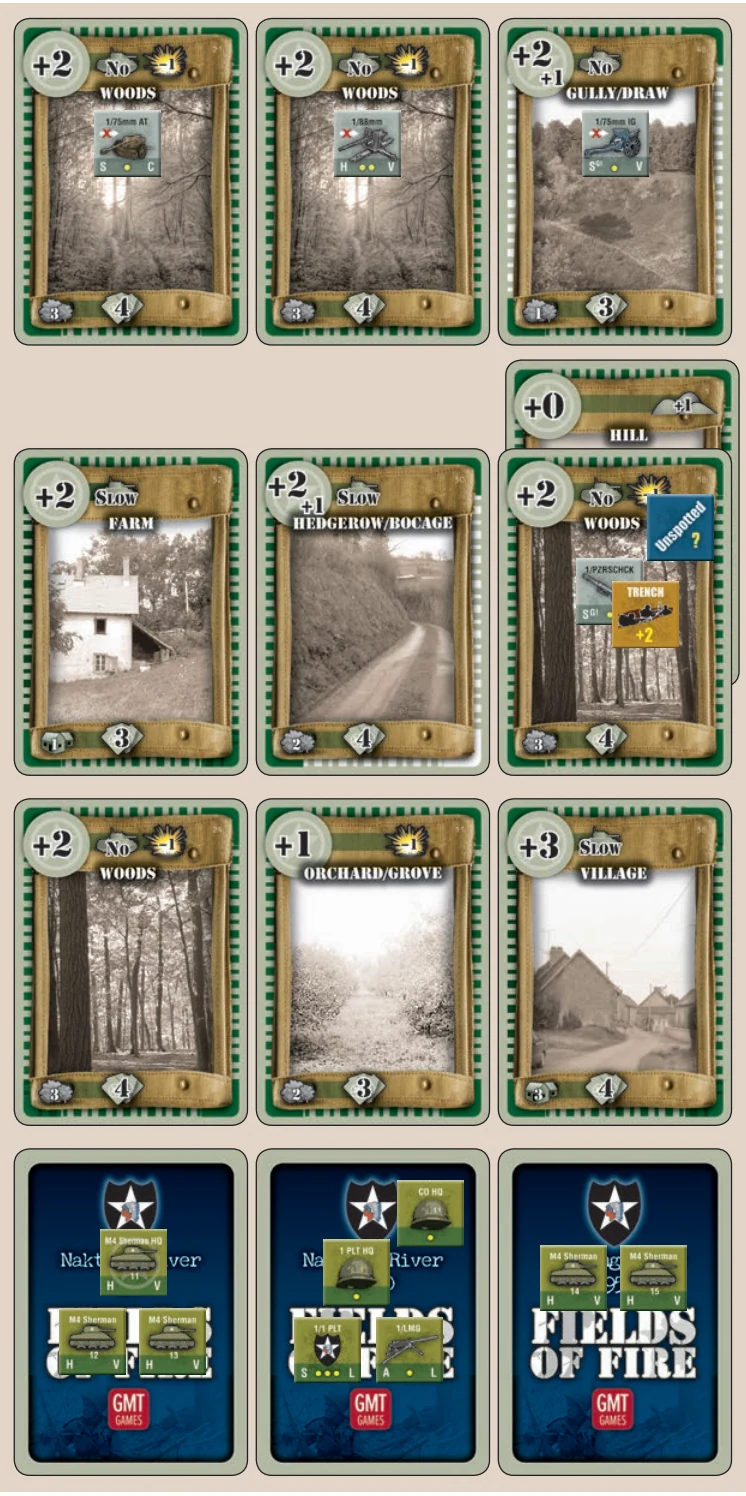 +2 No -1
WOODS
1/75mm AT
X
S C
3 4
+2 No -1
WOODS
1/88mm
X
H V
3 4
+2 +1 No
GULLY/DRAW
1/75mm IG
X
S G! V
1 3
+0 +1
HILL
+2 SLOW
FARM
1 3
+2 +1 SLOW
HEDGEROW/BOCAGE
2 4
+2 No
WOODS
Unspotted
?
1/PZRSCHCK
S G!
TRENCH
+2
3 4
+2 No -1
WOODS
3 4
+1 -1
ORCHARD/GROVE
2 3
+3 SLOW
VILLAGE
3 4
M4 Sherman HQ
11
H V
M4 Sherman
12
H V
M4 Sherman
13
H V
GMT
GAMES
CO HQ
1 PLT HQ
River
1/1 PLT
S L
1/LMG
A L
GMT
GAMES
M4 Sherman
14
H V
M4 Sherman
15
H V
FIELDS
OF FIRE
GMT
GAMES